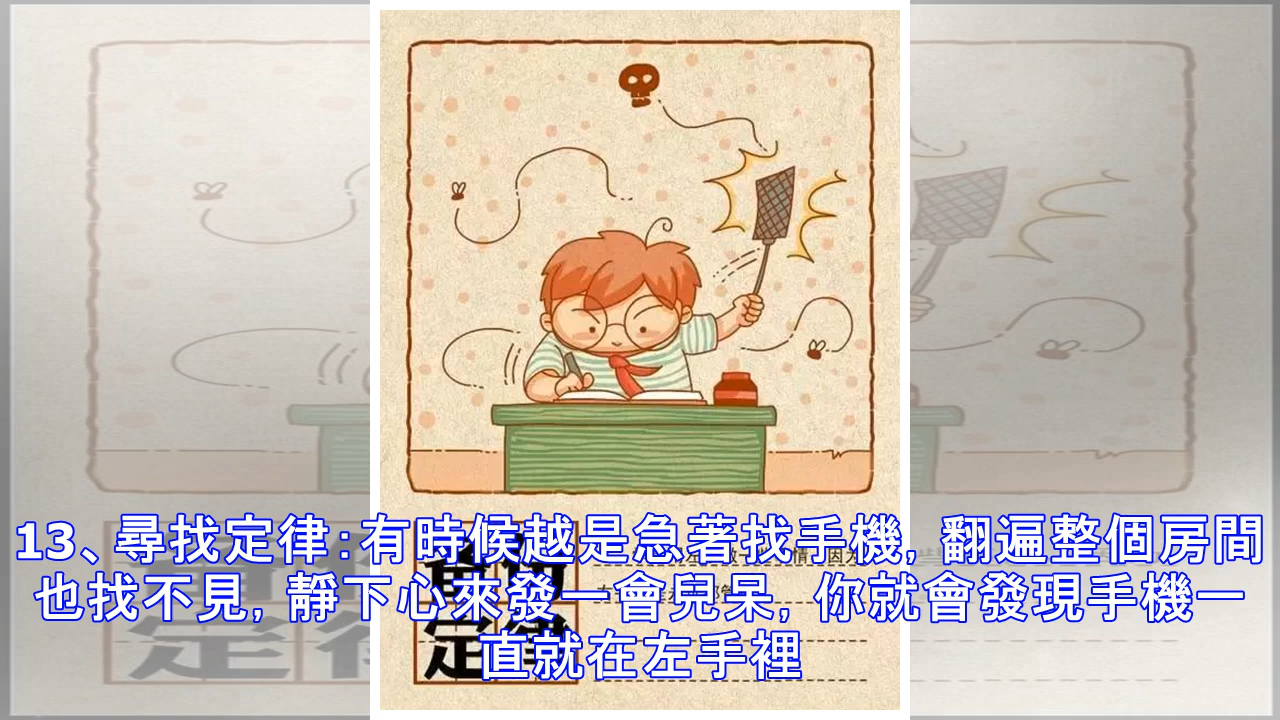 13、尋找定律：有時候越是急著找手機，翻遍整個房間
也找不見，靜下心來發一會兒呆，你就會發現手機一
直就在左手裡
定律